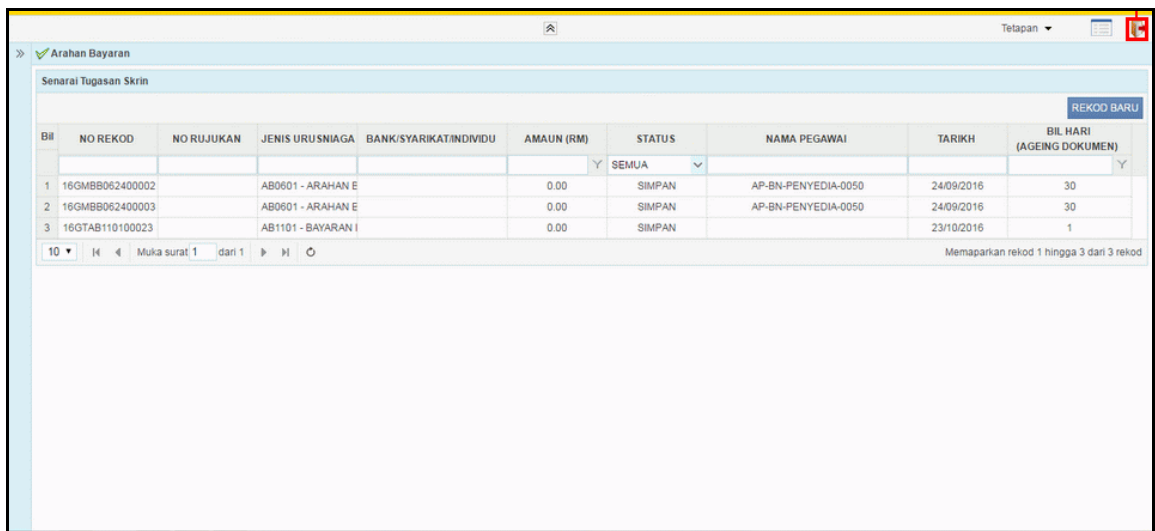 Tetapan
Arahan Bayaran
Senarai Tugasan Skrin
REKOD BARU
Bil NO REKOD NO RUJUKAN JENIS URUSNIAGA BANK/SYARIKAT/INDIVIDU AMAUN (RM) STATUS NAMA PEGAWAI TARIKH BIL HARI
(AGEING DOKUMEN)
SEMUA
1 16GMBB062400002 AB0601 - ARAHAN B 0.00 SIMPAN AP-BN-PENYEDIA-0050 24/09/2016 30
2 16GMBB062400003 AB0601 - ARAHAN B 0.00 SIMPAN AP-BN-PENYEDIA-0050 24/09/2016 30
3 16GTAB110100023 AB1101 - BAYARAN 0.00 SIMPAN 23/10/2016 1
10 Muka surat 1 dari 1 Memaparkan rekod 1 hingga 3 dari 3 rekod